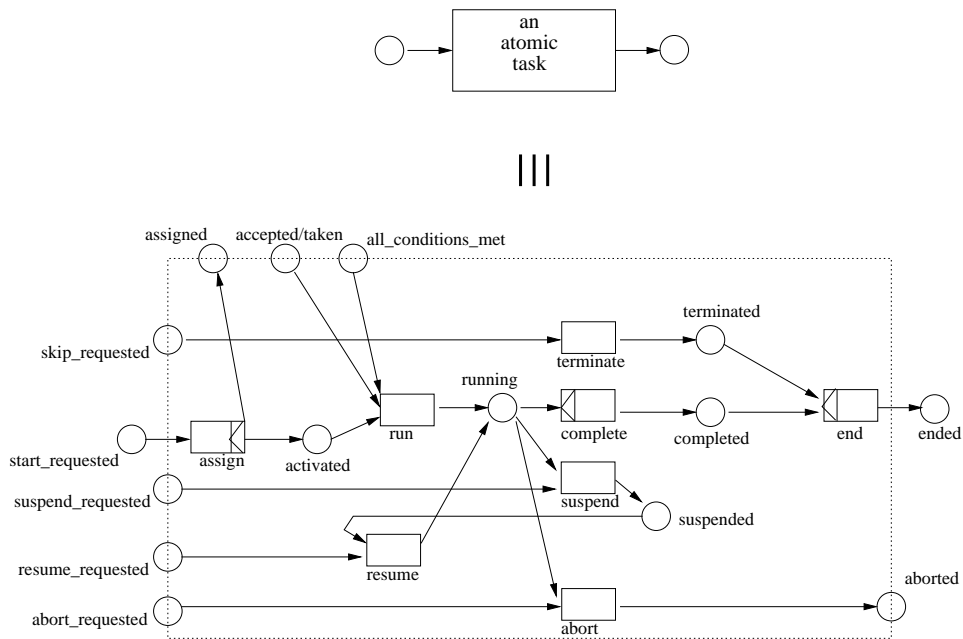 an
atomic
task
assigned
accepted/taken
all_conditions_met
skip_requested
terminated
terminate
running
start_requested
assign
activated
run
complete
completed
end
ended
suspend_requested
suspend
suspended
resume_requested
resume
abort_requested
abort
aborted